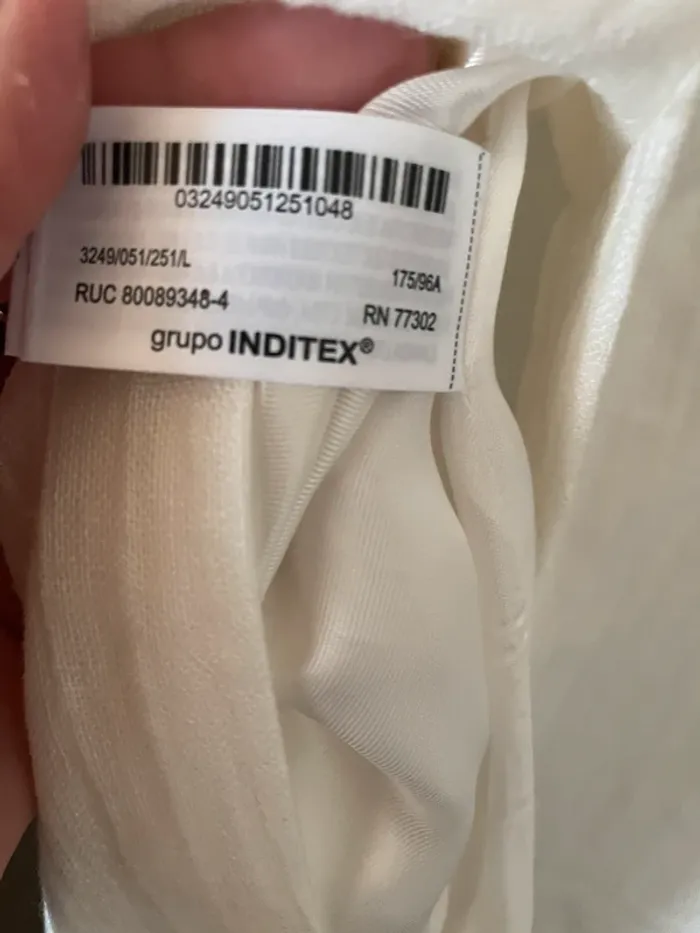 03249051251048
3249/051/251/L
175/96A
RUC 80089348-4
RN 77302
grupo INDITEX®